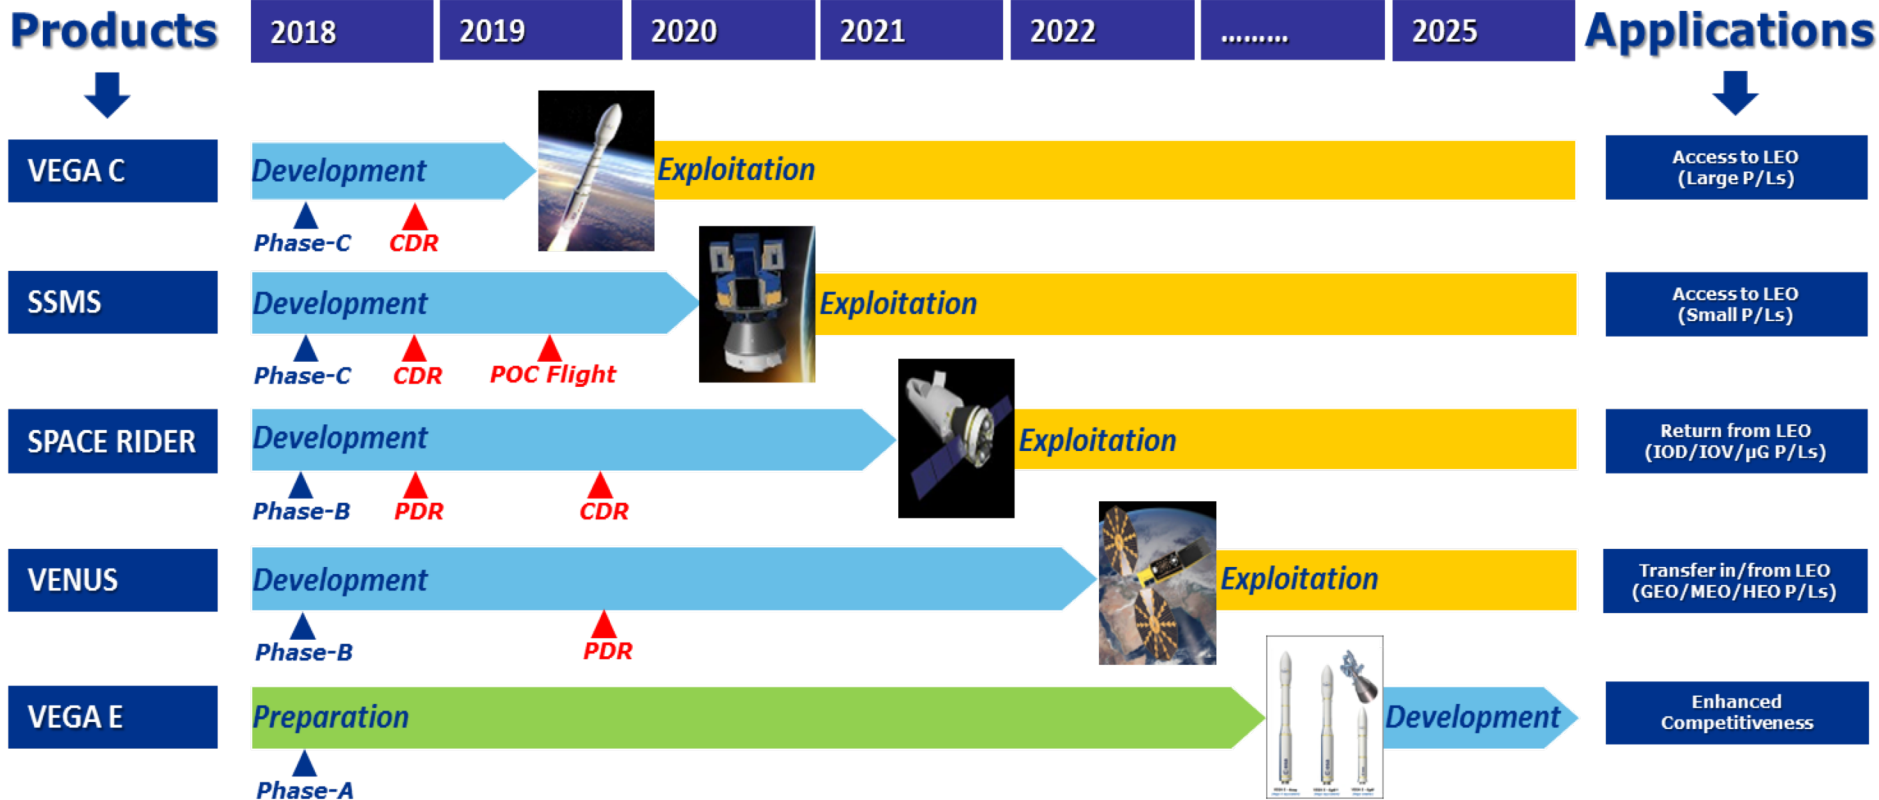 Products
2018
2019
2020
2021
2022
.........
2025
Applications
VEGA C
Development
Exploitation
Access to LEO
(Large P/Ls)
Phase-C
CDR
SSMS
Development
Exploitation
Access to LEO
(Small P/Ls)
Phase-C
CDR
POC Flight
SPACE RIDER
Development
Exploitation
Return from LEO
(IOD/IOV/µG P/Ls)
Phase-B
PDR
CDR
VENUS
Development
Exploitation
Transfer in/from LEO
(GEO/MEO/HEO P/Ls)
Phase-B
PDR
VEGA E
Preparation
Development
Enhanced
Competitiveness
Phase-A